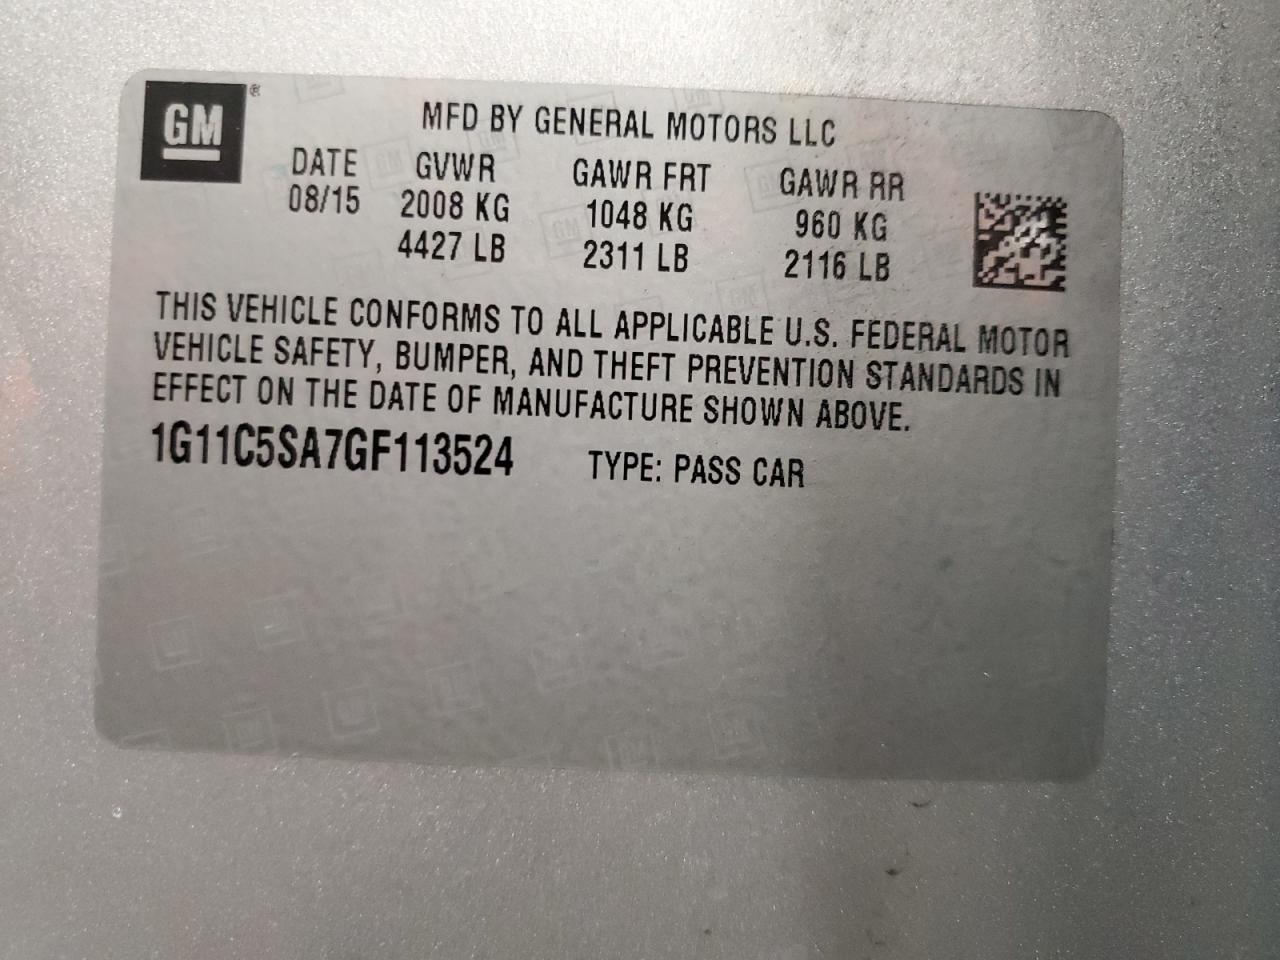 GM ®
MFD BY GENERAL MOTORS LLC
DATE GVWR GAWR FRT GAWR RR
08/15 2008 KG 1048 KG 960 KG
4427 LB 2311 LB 2116 LB
THIS VEHICLE CONFORMS TO ALL APPLICABLE U.S. FEDERAL MOTOR
VEHICLE SAFETY, BUMPER, AND THEFT PREVENTION STANDARDS IN
EFFECT ON THE DATE OF MANUFACTURE SHOWN ABOVE.
1G11C5SA7GF113524 TYPE: PASS CAR